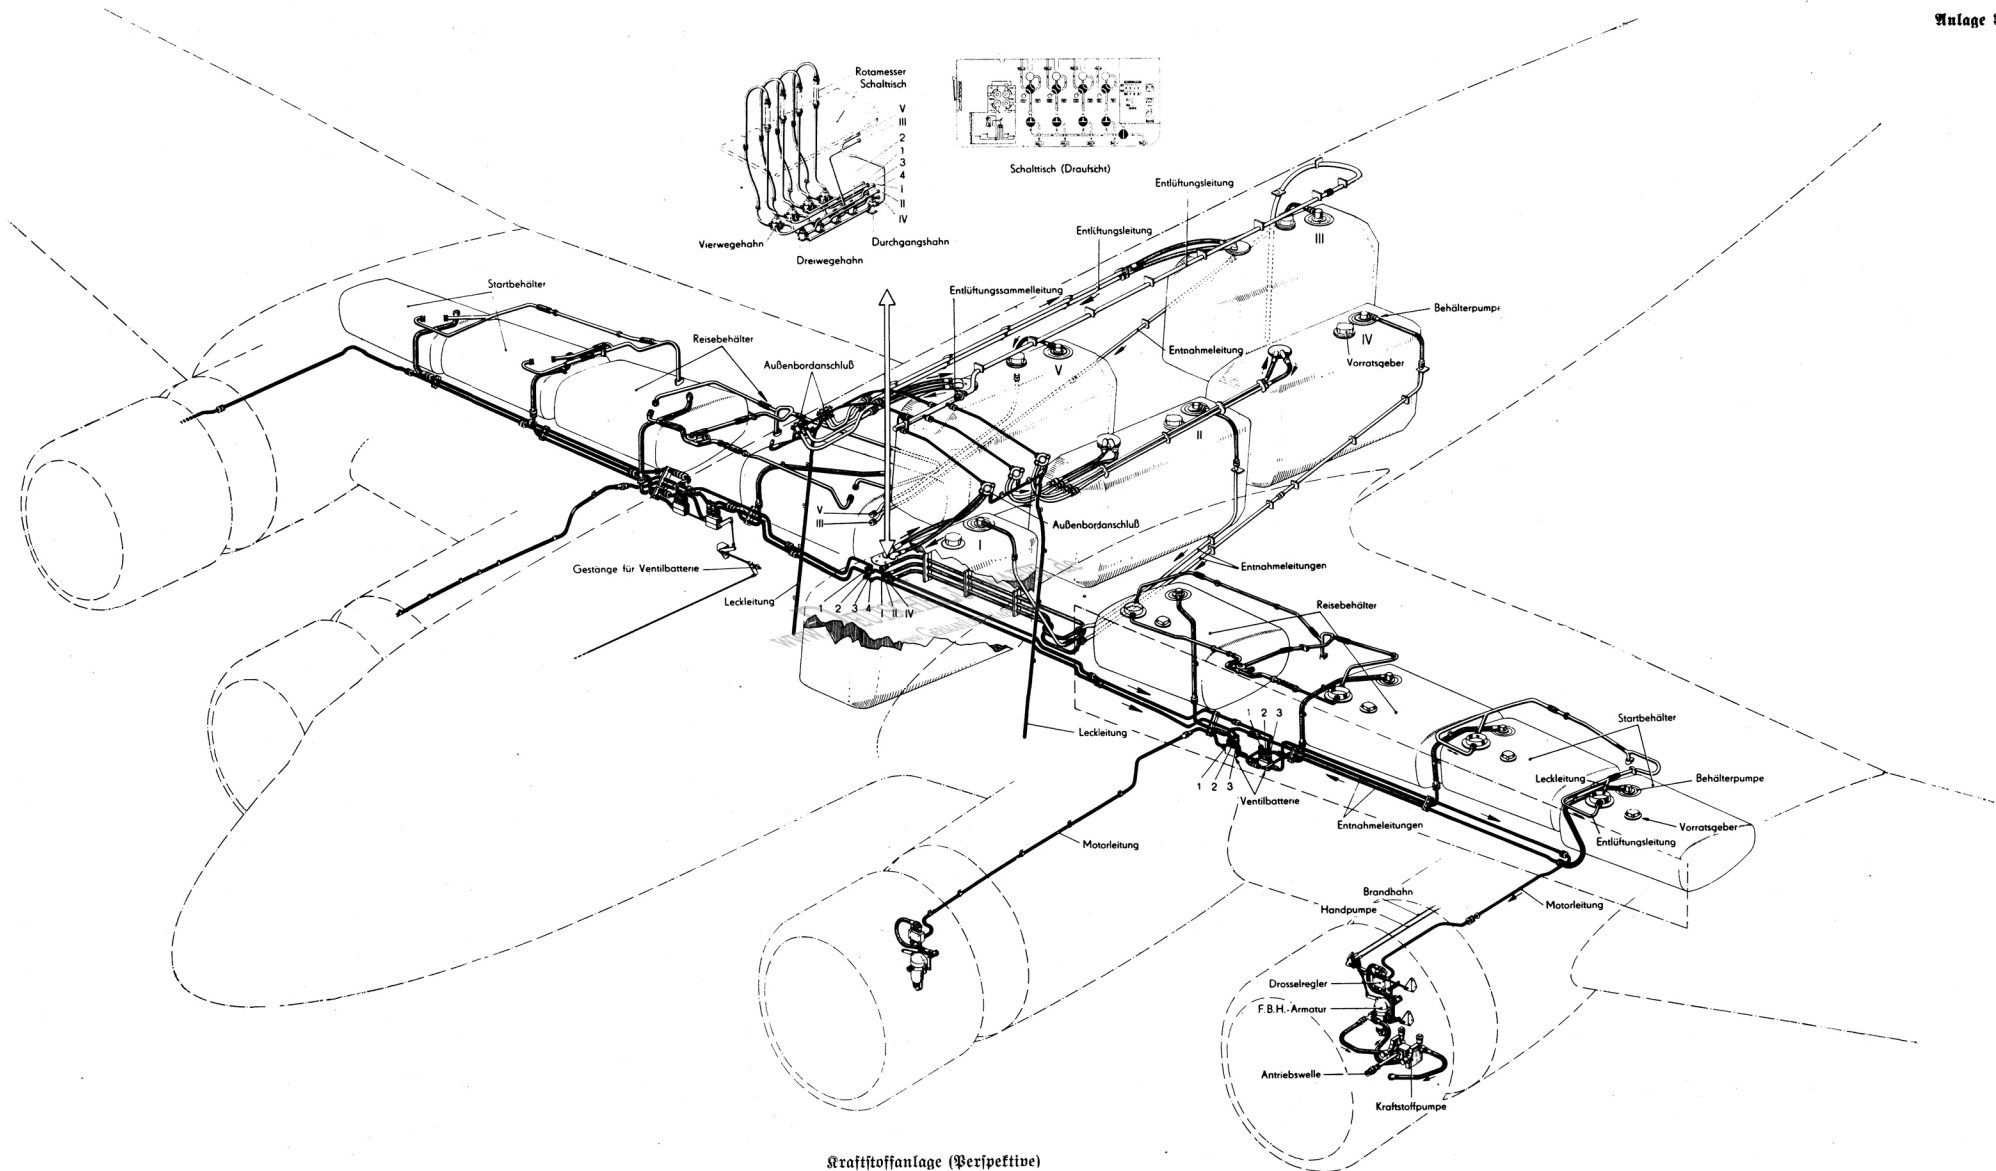 Anlage
Rotamesser
Schalttisch
V
III
2
1
3
4
I
II
IV
Vierwegehahn
Dreiwegehahn
Durchgangshahn
Schalttisch (Draufsicht)
Entlüftungsleitung
Entlüftungsleitung
Entlüftungssammelleitung
III
Startbehälter
Reisebehälter
Außenbordanschluß
Behälterpumpe
IV
Vorratsgeber
Entnahmeleitung
V
II
V
III
Außenbordanschluß
I
Gestänge für Ventilbatterie
Leckleitung
1 2 3 4 I II IV
Entnahmeleitungen
Reisebehälter
Leckleitung
1 2 3
1 2 3
Ventilbatterie
Entnahmeleitungen
Startbehälter
Leckleitung
Behälterpumpe
Vorratsgeber
Entlüftungsleitung
Motorleitung
Motorleitung
Brandhahn
Handpumpe
Drosselregler
F.B.H.-Armatur
Antriebswelle
Kraftstoffpumpe
Kraftstoffanlage (Perspektive)